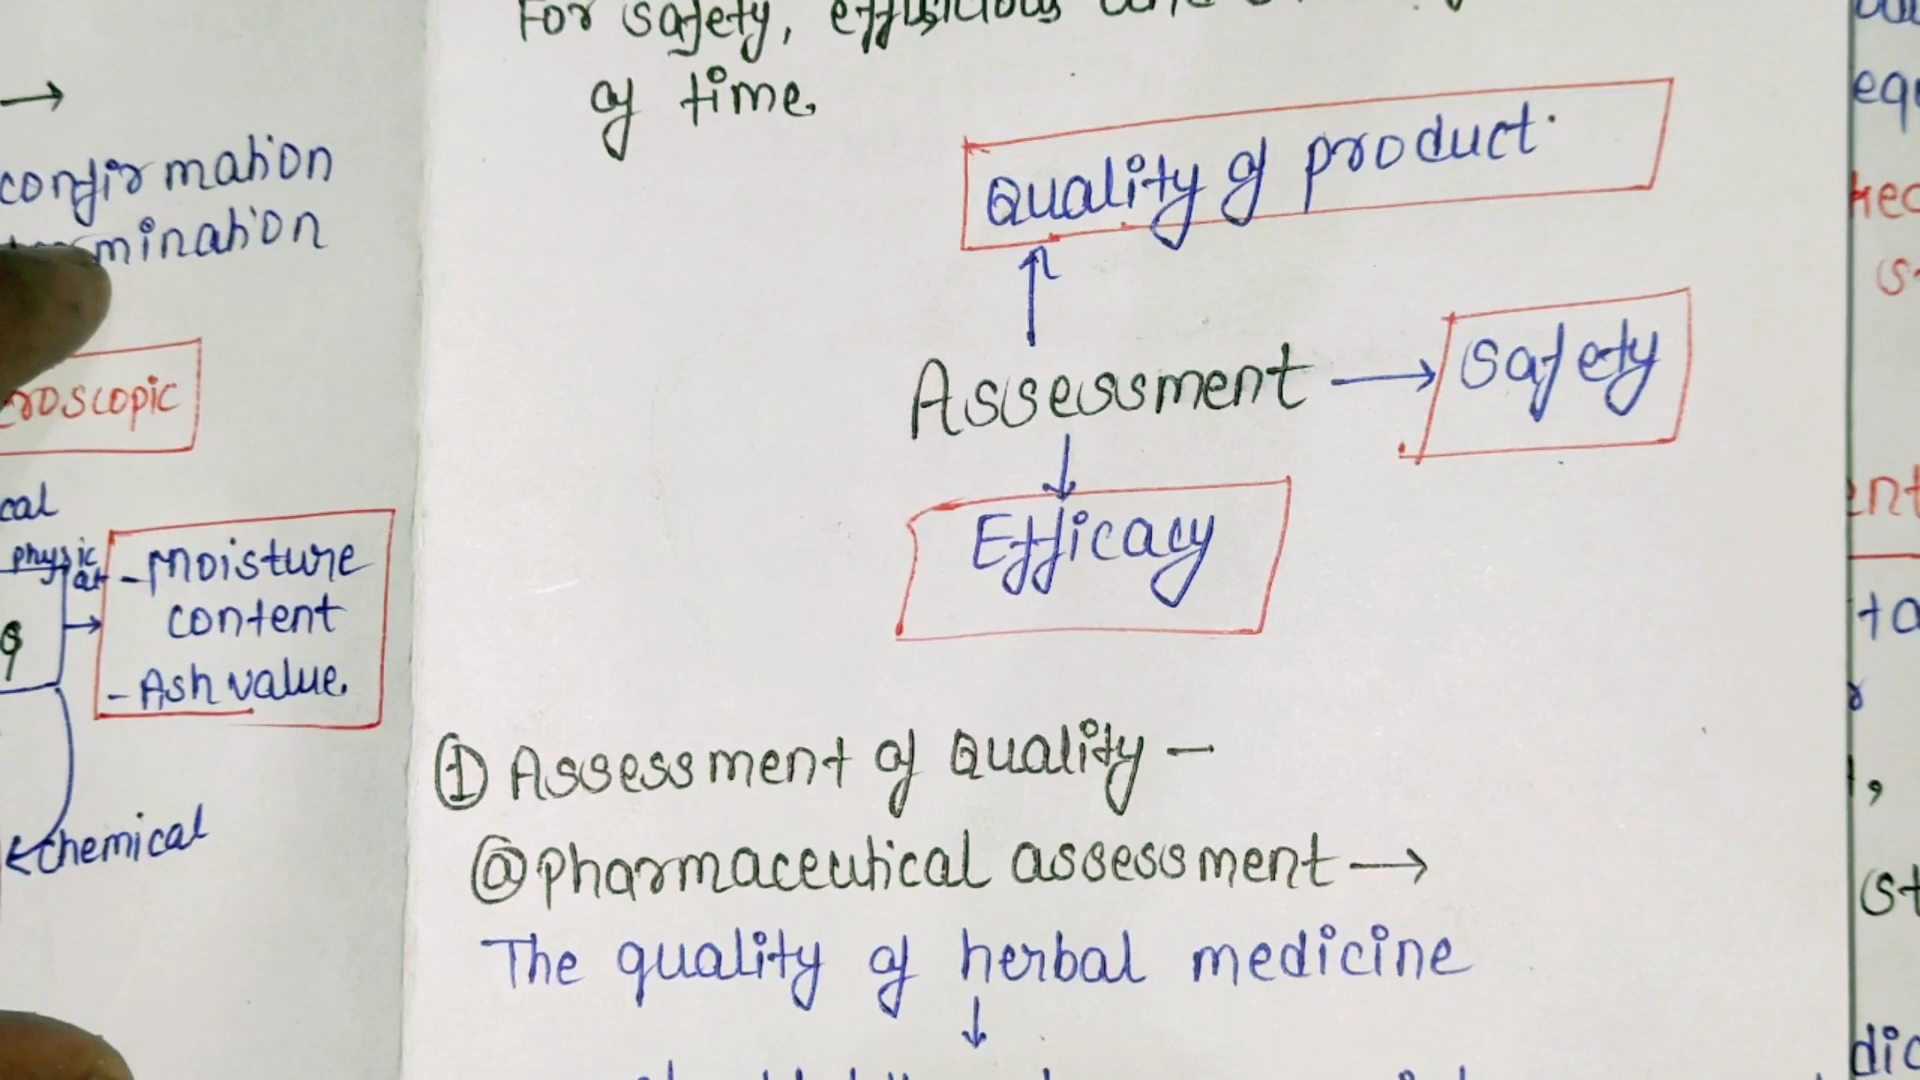 →
confirmation
mination
roscopic
cal
physical
- Moisture
content
- Ash value.
chemical
For safety,
of time.
Quality of product.
Assessment → Safety
Efficacy
① Assessment of Quality –
ⓐ pharmaceutical assessment →
The quality of herbal medicine
↓